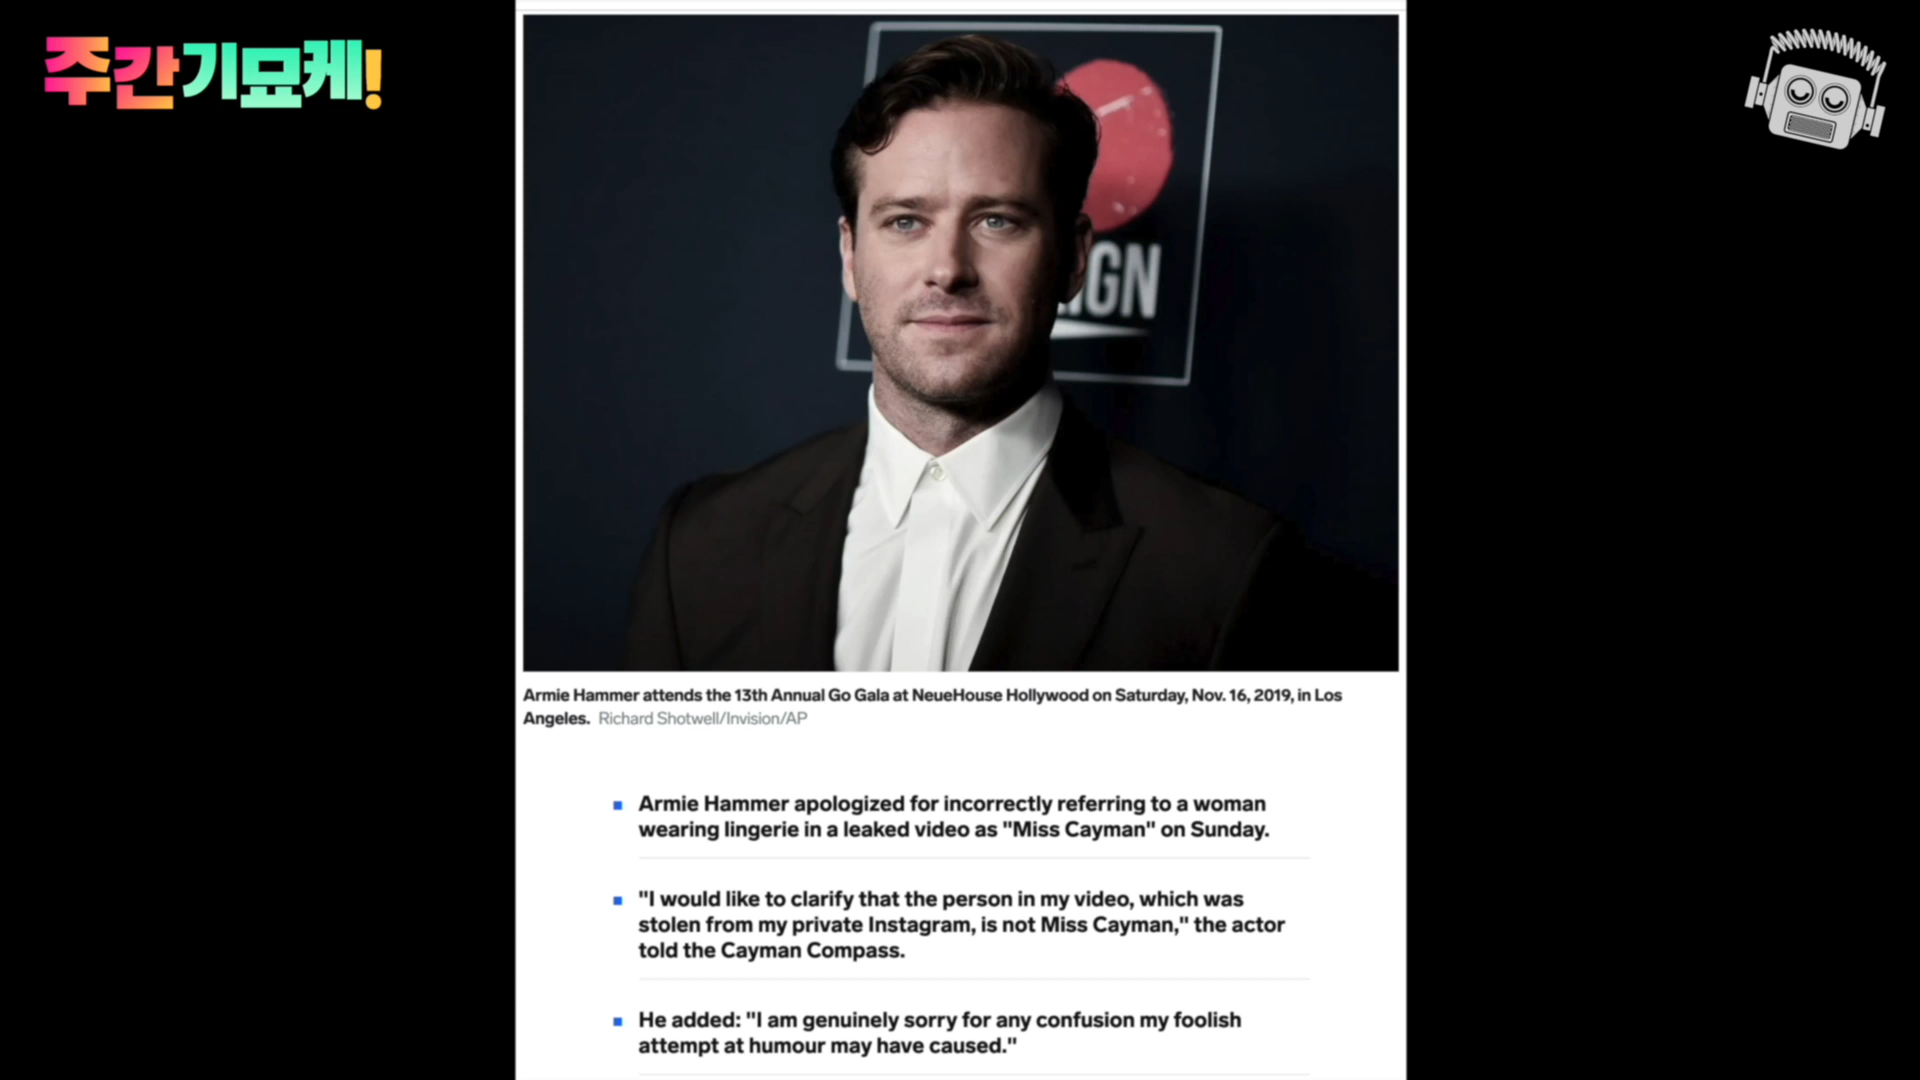 주간기묘케!
IGN
Armie Hammer attends the 13th Annual Go Gala at NeueHouse Hollywood on Saturday, Nov. 16, 2019, in Los
Angeles. Richard Shotwell/Invision/AP
Armie Hammer apologized for incorrectly referring to a woman
wearing lingerie in a leaked video as "Miss Cayman" on Sunday.
"I would like to clarify that the person in my video, which was
stolen from my private Instagram, is not Miss Cayman," the actor
told the Cayman Compass.
He added: "I am genuinely sorry for any confusion my foolish
attempt at humour may have caused."